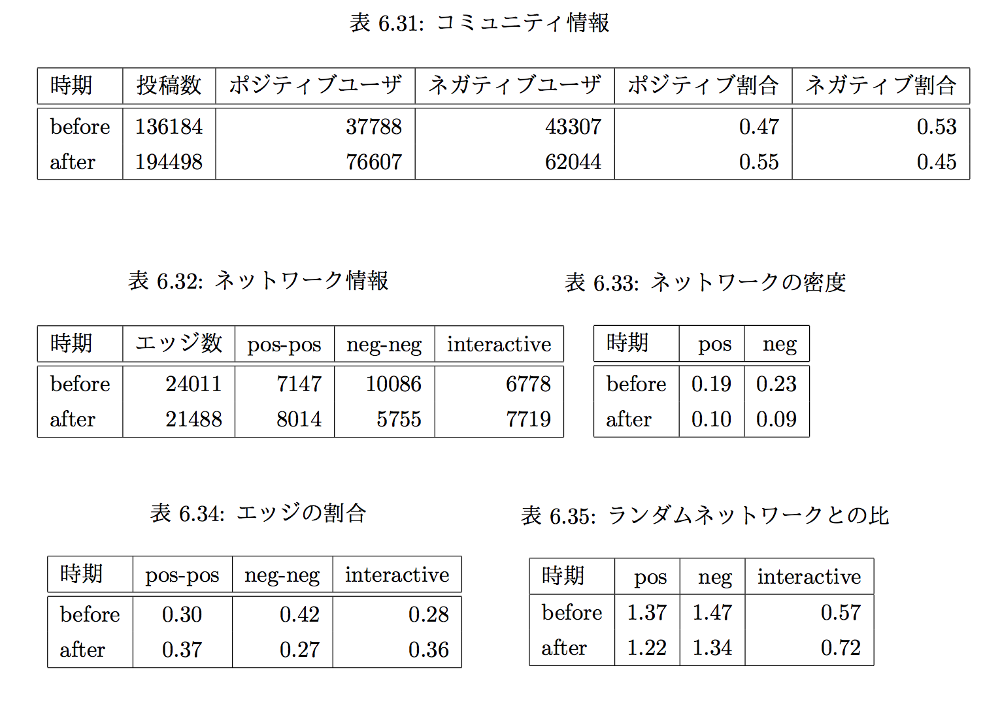 表 6.31: コミュニティ情報
時期 投稿数 ポジティブユーザ ネガティブユーザ ポジティブ割合 ネガティブ割合
before 136184 37788 43307 0.47 0.53
after 194498 76607 62044 0.55 0.45
表 6.32: ネットワーク情報
時期 エッジ数 pos-pos neg-neg interactive
before 24011 7147 10086 6778
after 21488 8014 5755 7719
表 6.33: ネットワークの密度
時期 pos neg
before 0.19 0.23
after 0.10 0.09
表 6.34: エッジの割合
時期 pos-pos neg-neg interactive
before 0.30 0.42 0.28
after 0.37 0.27 0.36
表 6.35: ランダムネットワークとの比
時期 pos neg interactive
before 1.37 1.47 0.57
after 1.22 1.34 0.72